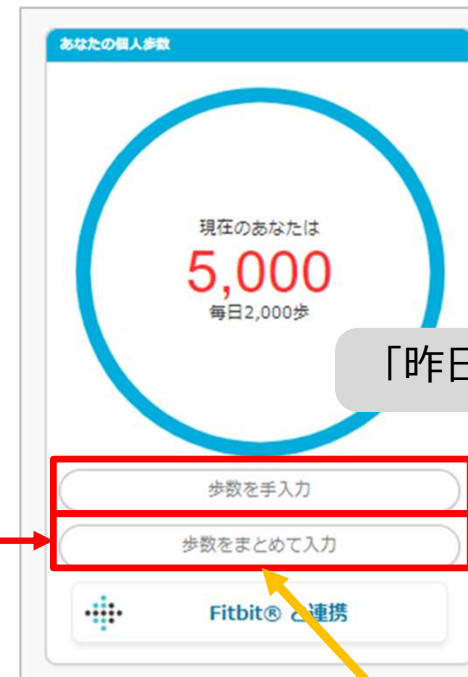 あなたの個人歩数
現在のあなたは
5,000
毎日2,000歩
「昨日
歩数を手入力
歩数をまとめて入力
Fitbit® と連携